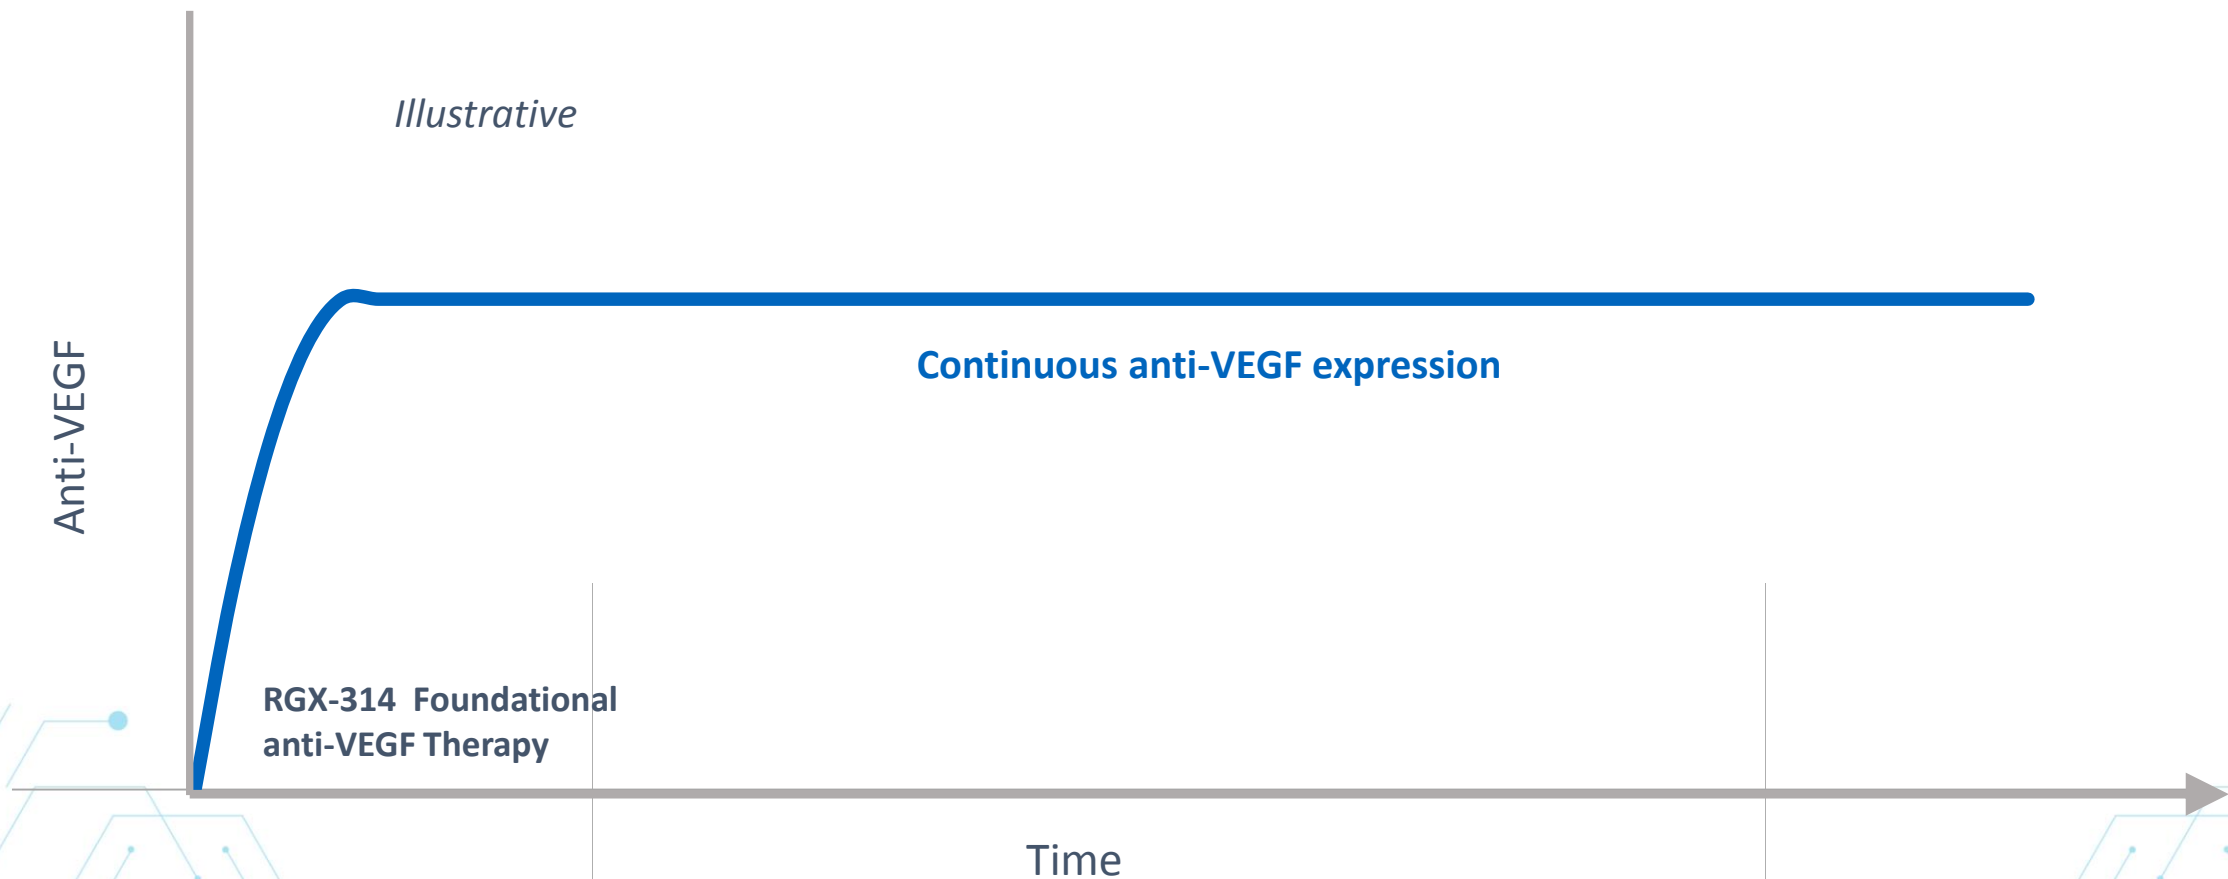 Illustrative
Anti-VEGF
Continuous anti-VEGF expression
RGX-314  Foundational
anti-VEGF Therapy
Time